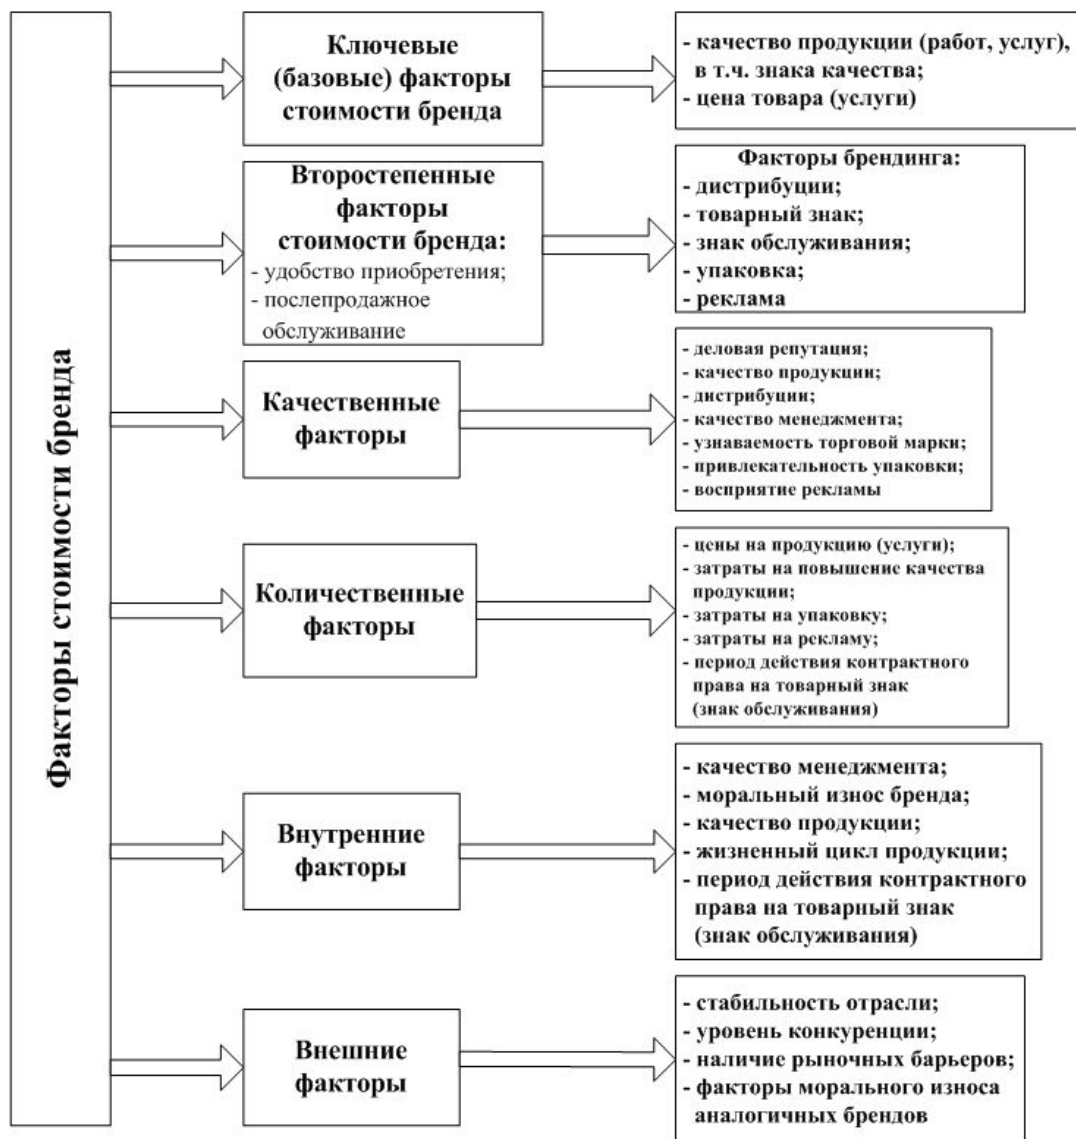 Факторы стоимости бренда
Ключевые
(базовые) факторы
стоимости бренда
- качество продукции (работ, услуг),
в т.ч. знака качества;
- цена товара (услуги)
Второстепенные
факторы
стоимости бренда:
- удобство приобретения;
- послепродажное
обслуживание
Факторы брендинга:
- дистрибуции;
- товарный знак;
- знак обслуживания;
- упаковка;
- реклама
Качественные
факторы
- деловая репутация;
- качество продукции;
- дистрибуции;
- качество менеджмента;
- узнаваемость торговой марки;
- привлекательность упаковки;
- восприятие рекламы
Количественные
факторы
- цены на продукцию (услуги);
- затраты на повышение качества
продукции;
- затраты на упаковку;
- затраты на рекламу;
- период действия контрактного
права на товарный знак
(знак обслуживания)
Внутренние
факторы
- качество менеджмента;
- моральный износ бренда;
- качество продукции;
- жизненный цикл продукции;
- период действия контрактного
права на товарный знак
(знак обслуживания)
Внешние
факторы
- стабильность отрасли;
- уровень конкуренции;
- наличие рыночных барьеров;
- факторы морального износа
аналогичных брендов